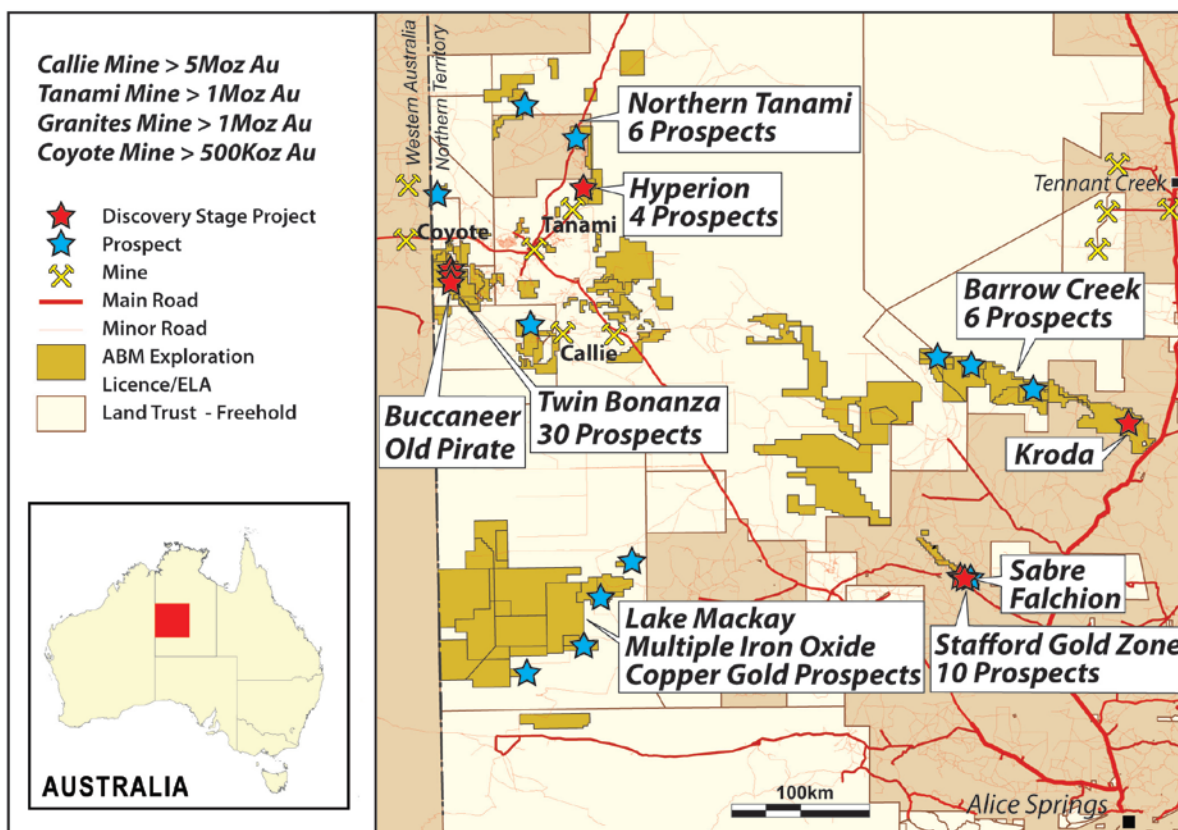 Callie Mine > 5Moz Au
Tanami Mine > 1Moz Au
Granites Mine > 1Moz Au
Coyote Mine > 500Koz Au
Discovery Stage Project
Prospect
Mine
Main Road
Minor Road
ABM Exploration
Licence/ELA
Land Trust - Freehold
AUSTRALIA
Western Australia
Northern Territory
Northern Tanami
6 Prospects
Hyperion
4 Prospects
Tennant Creek
Coyote
Tanami
Barrow Creek
6 Prospects
Callie
Buccaneer
Old Pirate
Twin Bonanza
30 Prospects
Kroda
Sabre
Falchion
Lake Mackay
Multiple Iron Oxide
Copper Gold Prospects
Stafford Gold Zone
10 Prospects
100km
Alice Springs